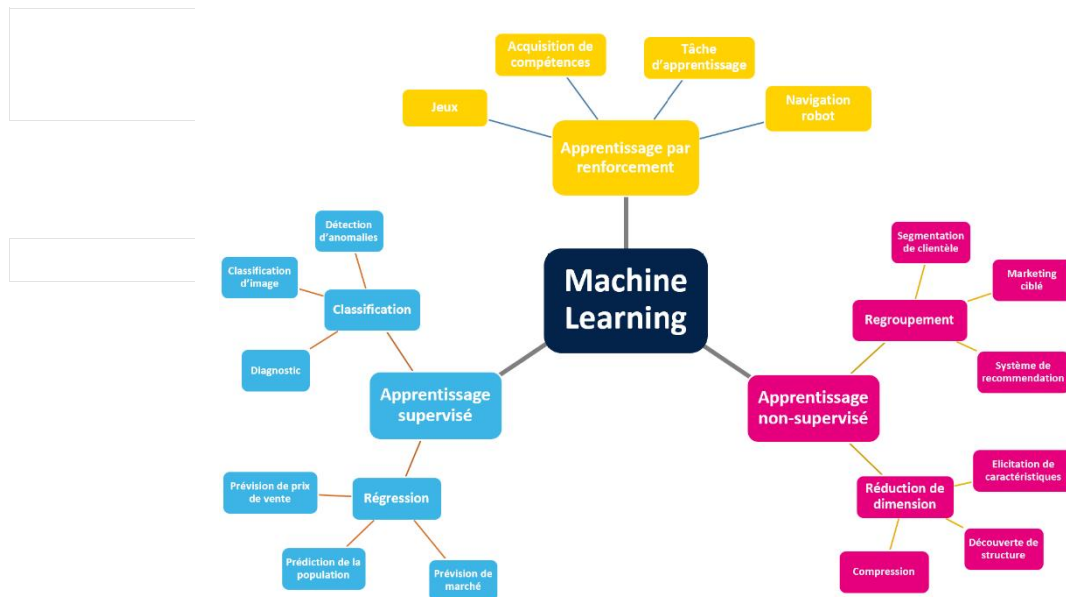 Acquisition de
compétences
Tâche
d'apprentissage
Jeux
Navigation
robot
Apprentissage par
renforcement
Machine
Learning
Détection
d'anomalies
Classification
d'image
Classification
Diagnostic
Apprentissage
supervisé
Régression
Prévision de prix
de vente
Prédiction de la
population
Prévision de
marché
Segmentation
de clientèle
Marketing
ciblé
Regroupement
Système de
recommendation
Apprentissage
non-supervisé
Elicitation de
caractéristiques
Réduction de
dimension
Découverte de
structure
Compression